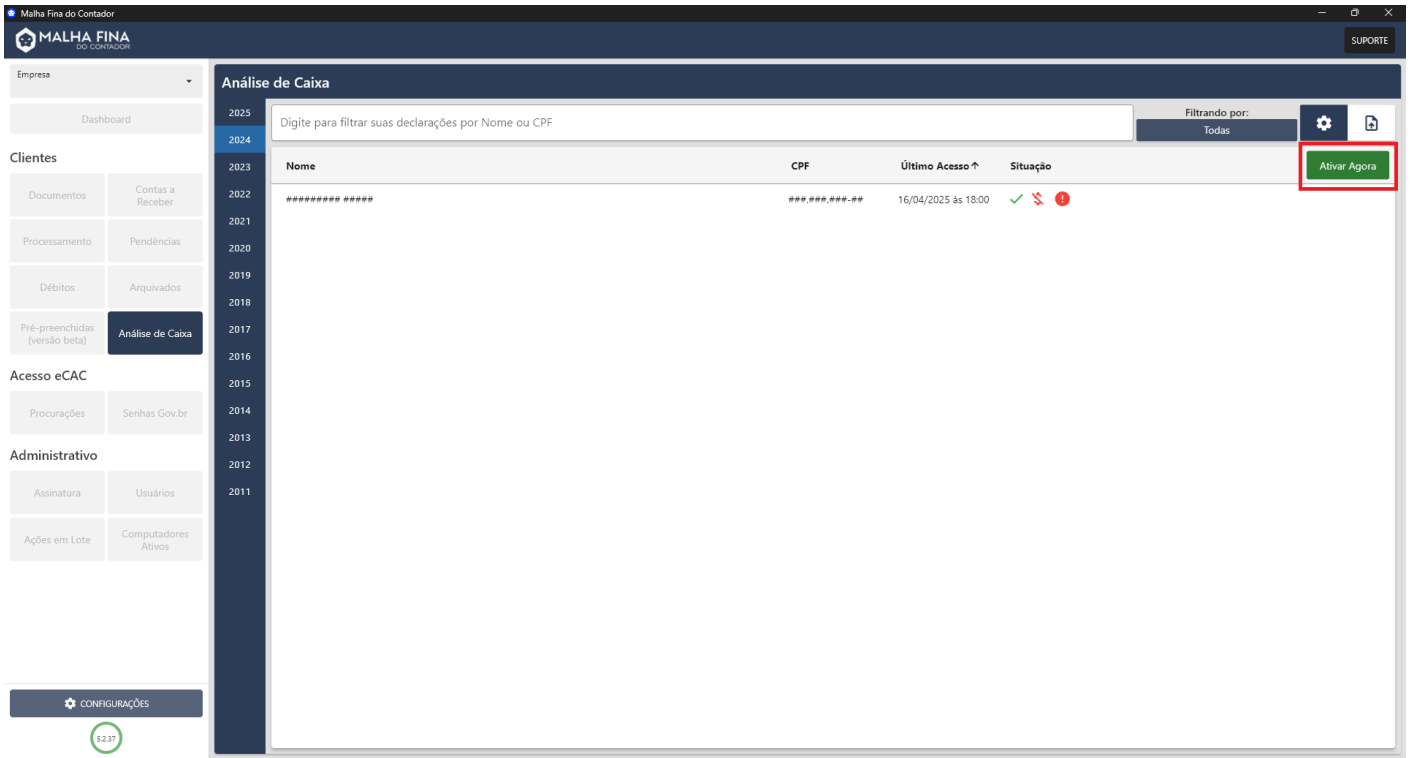 Malha Fina do Contador
MALHA FINA
DO CONTADOR
SUPORTE
Empresa
Dashboard
Clientes
Documentos
Contas a
Receber
Processamento
Pendências
Débitos
Arquivados
Pré-preenchidas
(versão beta)
Análise de Caixa
Acesso eCAC
Procurações
Senhas Gov.br
Administrativo
Assinatura
Usuários
Ações em Lote
Computadores
Ativos
CONFIGURAÇÕES
5.2.37
Análise de Caixa
2025
2024
2023
2022
2021
2020
2019
2018
2017
2016
2015
2014
2013
2012
2011
Digite para filtrar suas declarações por Nome ou CPF
Filtrando por:
Todas
Nome CPF Último Acesso↑ Situação
Ativar Agora
######### ##### ###.###.###-## 16/04/2025 às 18:00